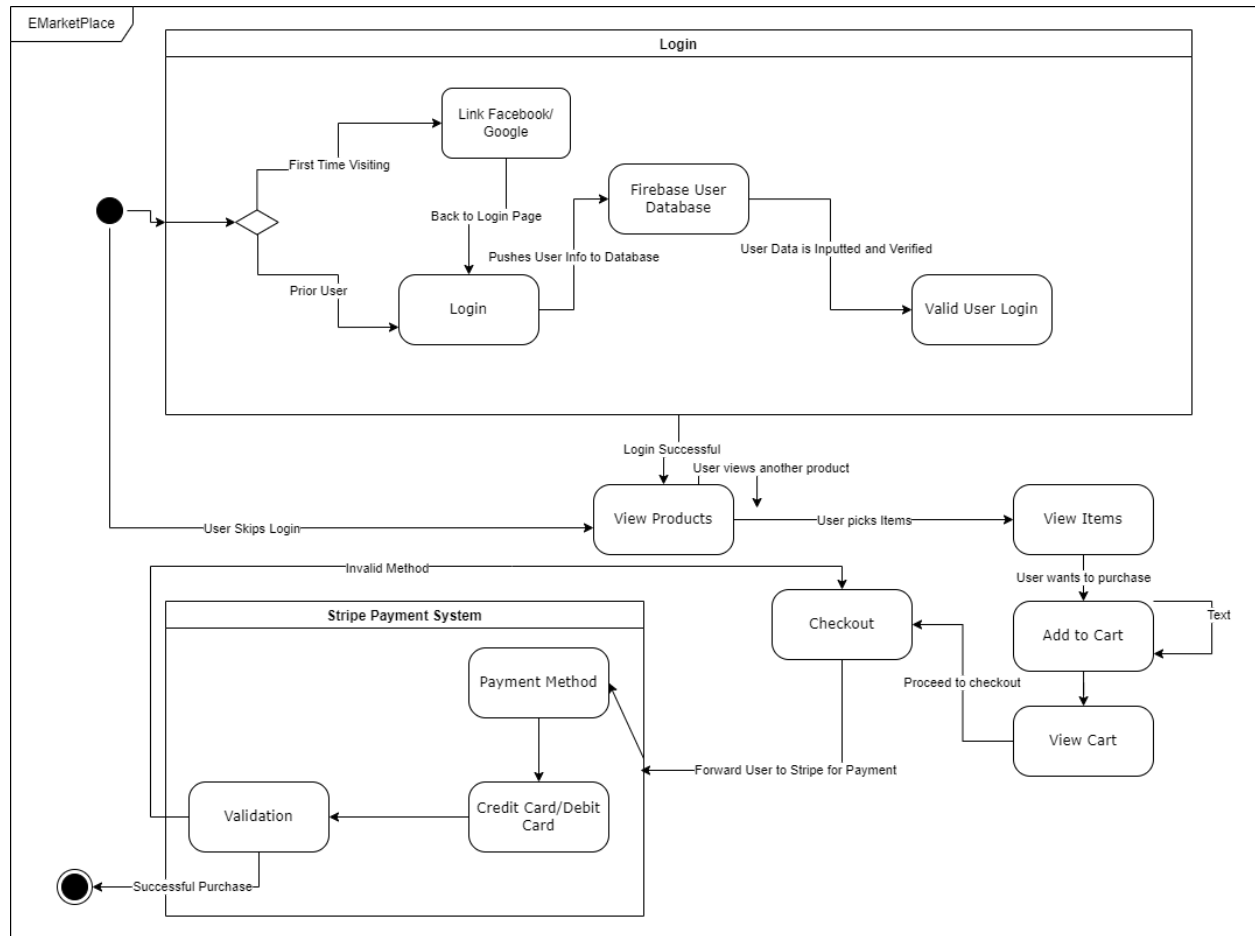 EMarketPlace
Login
Link Facebook/
Google
First Time Visiting
Back to Login Page
Firebase User
Database
Pushes User Info to Database
User Data is Inputted and Verified
Prior User
Login
Valid User Login
Login Successful
User views another product
View Products
User Skips Login
User picks Items
View Items
Invalid Method
User wants to purchase
Stripe Payment System
Checkout
Add to Cart
Text
Payment Method
Proceed to checkout
View Cart
Forward User to Stripe for Payment
Validation
Credit Card/Debit
Card
Successful Purchase